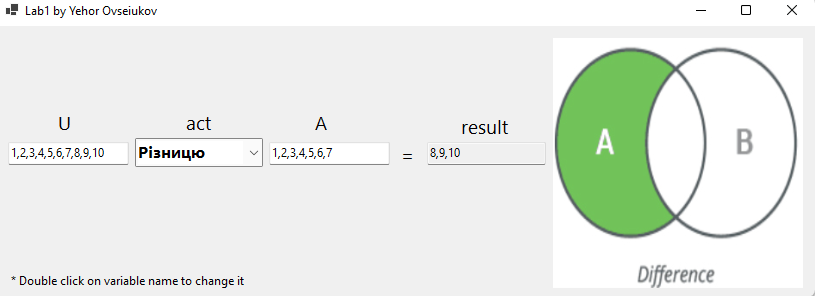 Lab1 by Yehor Ovseiukov
U act A result
1,2,3,4,5,6,7,8,9,10 Різницю 1,2,3,4,5,6,7 = 8,9,10
A B
Difference
* Double click on variable name to change it